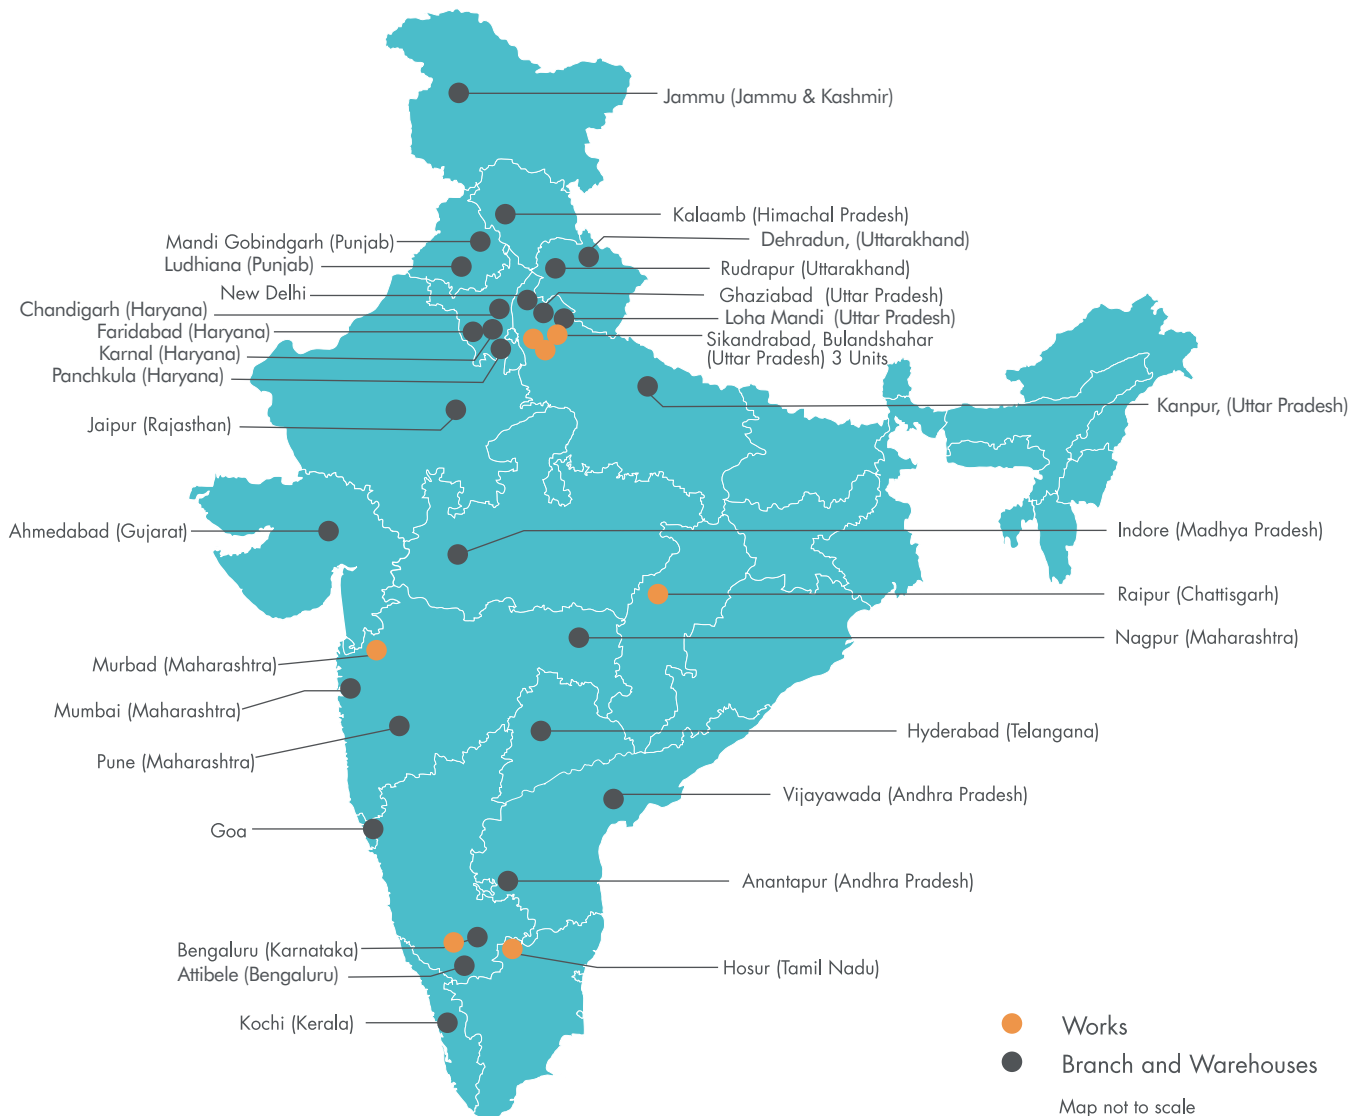 Jammu (Jammu & Kashmir)
Kalaamb (Himachal Pradesh)
Mandi Gobindgarh (Punjab)
Dehradun, (Uttarakhand)
Ludhiana (Punjab)
Rudrapur (Uttarakhand)
New Delhi
Ghaziabad (Uttar Pradesh)
Chandigarh (Haryana)
Loha Mandi (Uttar Pradesh)
Faridabad (Haryana)
Sikandrabad, Bulandshahar
(Uttar Pradesh) 3 Units
Karnal (Haryana)
Panchkula (Haryana)
Kanpur, (Uttar Pradesh)
Jaipur (Rajasthan)
Ahmedabad (Gujarat)
Indore (Madhya Pradesh)
Raipur (Chattisgarh)
Nagpur (Maharashtra)
Murbad (Maharashtra)
Mumbai (Maharashtra)
Hyderabad (Telangana)
Pune (Maharashtra)
Vijayawada (Andhra Pradesh)
Goa
Anantapur (Andhra Pradesh)
Bengaluru (Karnataka)
Attibele (Bengaluru)
Hosur (Tamil Nadu)
Kochi (Kerala)
Works
Branch and Warehouses
Map not to scale